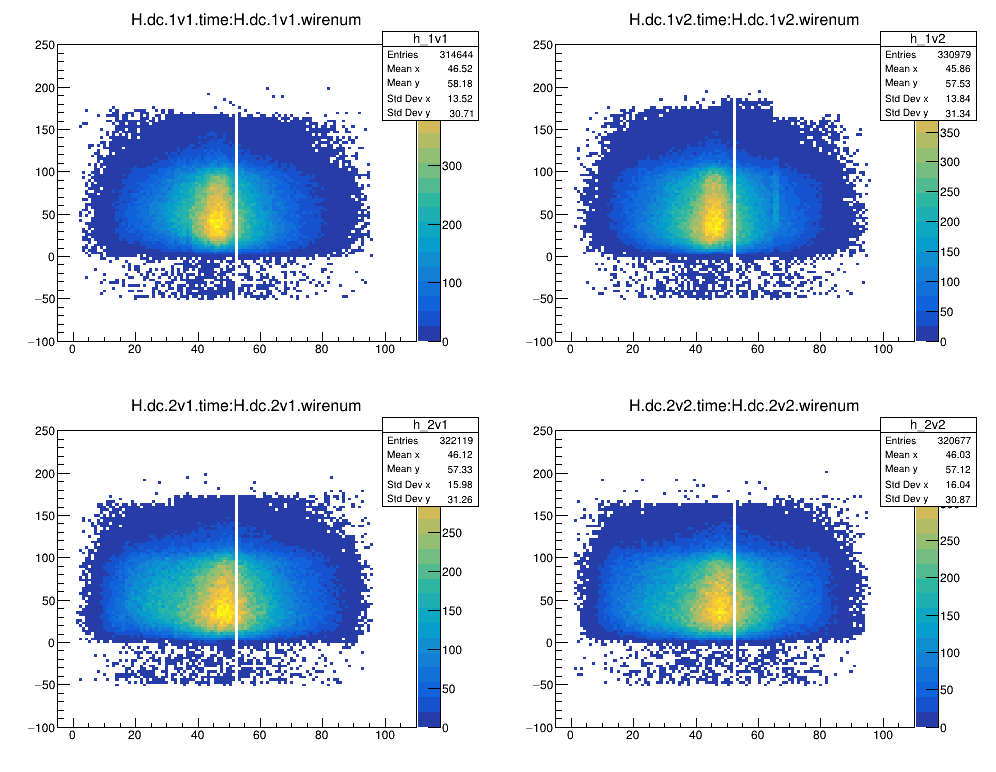 H.dc.1v1.time:H.dc.1v1.wirenum
h_1v1
Entries 314644
Mean x 46.52
Mean y 58.18
Std Dev x 13.52
Std Dev y 30.71
250
200
150
100
50
0
−50
−100
0 20 40 60 80 100
300
200
100
0
H.dc.1v2.time:H.dc.1v2.wirenum
h_1v2
Entries 330979
Mean x 45.86
Mean y 57.53
Std Dev x 13.84
Std Dev y 31.34
250
200
150
100
50
0
−50
−100
0 20 40 60 80 100
350
300
250
200
150
100
50
0
H.dc.2v1.time:H.dc.2v1.wirenum
h_2v1
Entries 322119
Mean x 46.12
Mean y 57.33
Std Dev x 15.98
Std Dev y 31.26
250
200
150
100
50
0
−50
−100
0 20 40 60 80 100
250
200
150
100
50
0
H.dc.2v2.time:H.dc.2v2.wirenum
h_2v2
Entries 320677
Mean x 46.03
Mean y 57.12
Std Dev x 16.04
Std Dev y 30.87
250
200
150
100
50
0
−50
−100
0 20 40 60 80 100
250
200
150
100
50
0